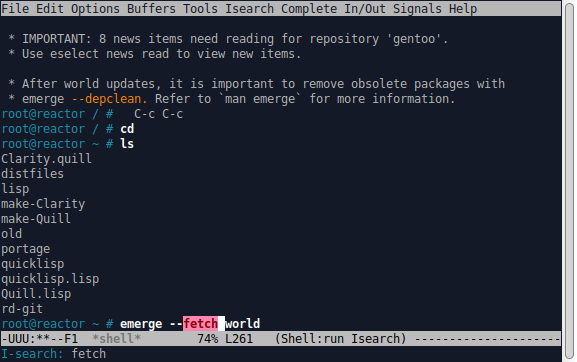 File Edit Options Buffers Tools Isearch Complete In/Out Signals Help
* IMPORTANT: 8 news items need reading for repository 'gentoo'.
* Use eselect news read to view new items.
* After world updates, it is important to remove obsolete packages with
* emerge --depclean. Refer to `man emerge` for more information.
root@reactor / #   C-c C-c
root@reactor / # cd
root@reactor ~ # ls
Clarity.quill
distfiles
lisp
make-Clarity
make-Quill
old
portage
quicklisp
quicklisp.lisp
Quill.lisp
rd-git
root@reactor ~ # emerge --fetch world
-UUU:**--F1  *shell*        74% L261   (Shell:run Isearch) ---------------------
I-search: fetch